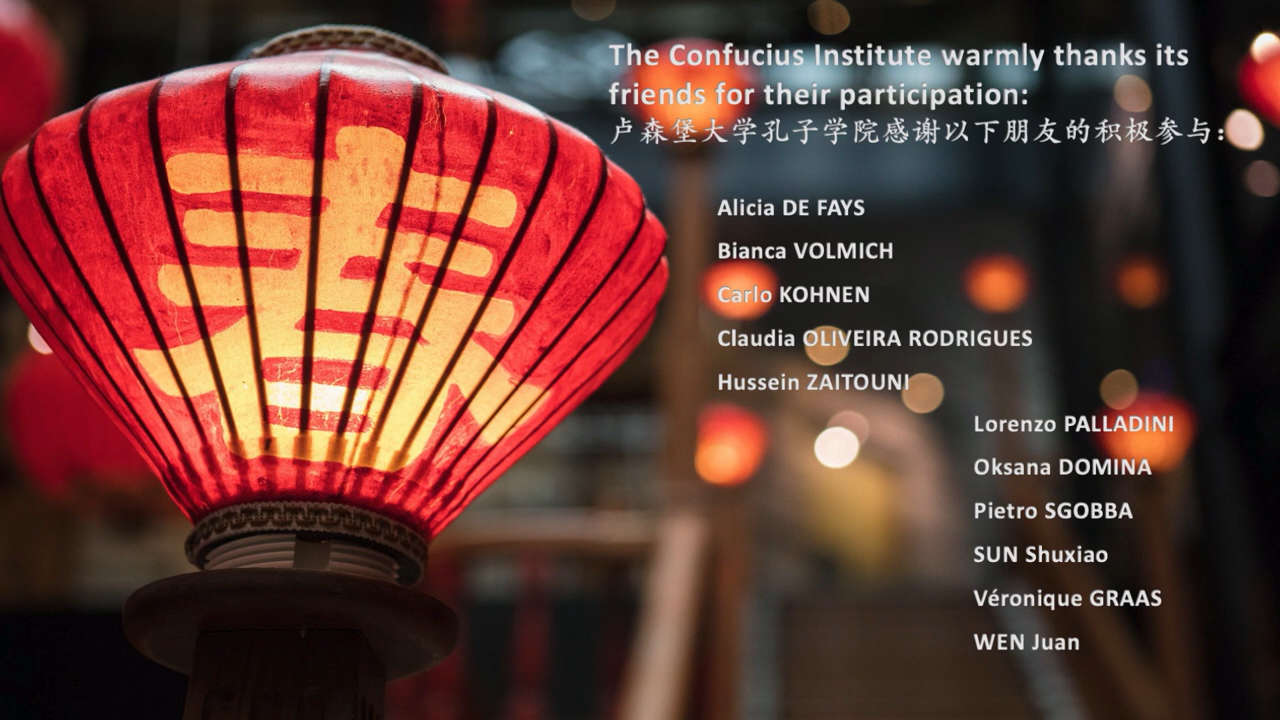 The Confucius Institute warmly thanks its
friends for their participation:
卢森堡大学孔子学院感谢以下朋友的积极参与:
Alicia DE FAYS
Bianca VOLMICH
Carlo KOHNEN
Claudia OLIVEIRA RODRIGUES
Hussein ZAITOUNI
Lorenzo PALLADINI
Oksana DOMINA
Pietro SGOBBA
SUN Shuxiao
Véronique GRAAS
WEN Juan
春